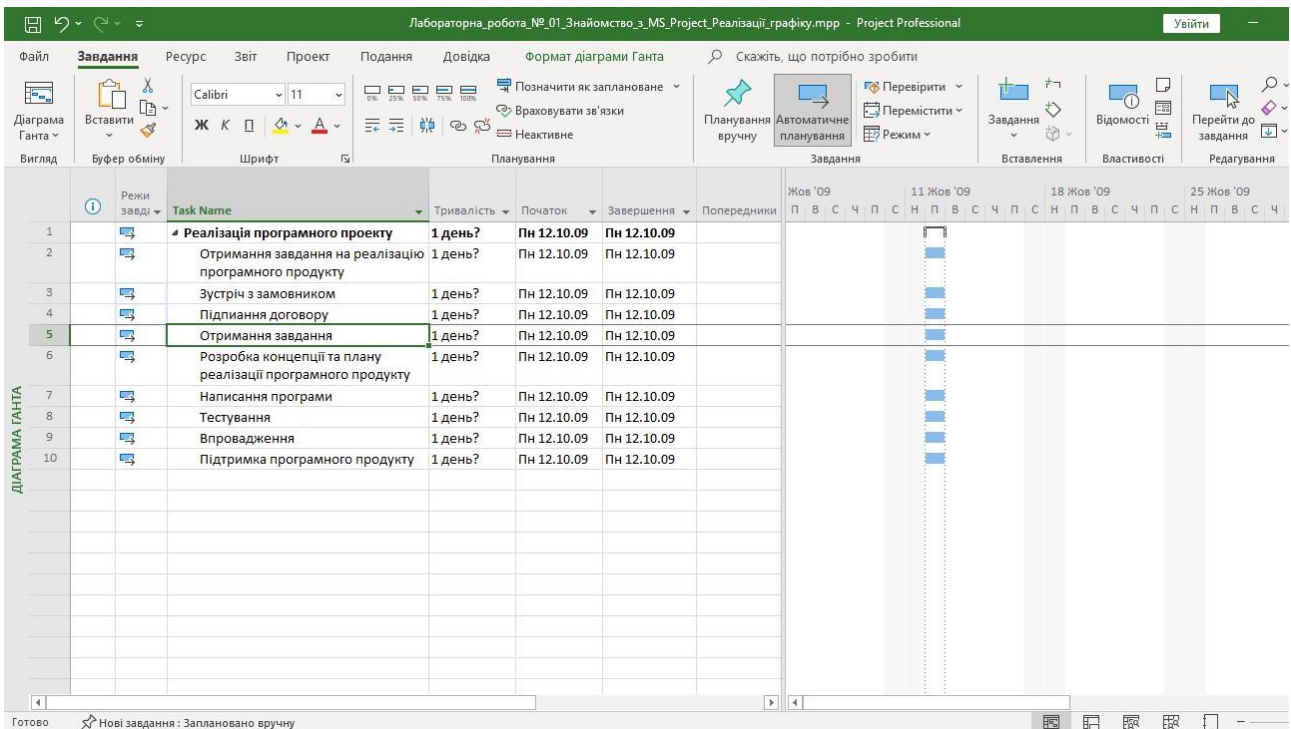 Лабораторна_робота_№_01_Знайомство_з_MS_Project_Реалізації_графіку.mpp - Project Professional
Увійти
Файл Завдання Ресурс Звіт Проект Подання Довідка Формат діаграми Ганта Скажіть, що потрібно зробити
Діаграма Ганта
Вигляд
Вставити
Буфер обміну
Calibri 11
Ж К П А
Шрифт
0% 25% 50% 75% 100%
Позначити як заплановане
Враховувати зв'язки
Неактивне
Планування
Планування вручну
Автоматичне планування
Перевірити
Перемістити
Режим
Завдання
Завдання
Вставлення
Відомості
Властивості
Перейти до завдання
Редагування
Режи завда Task Name Тривалість Початок Завершення Попередники
Жов '09 11 Жов '09 18 Жов '09 25 Жов '09
П В С Ч П С Н П В С Ч П С Н П В С Ч П С Н П В С Ч
1 Реалізація програмного проекту 1 день? Пн 12.10.09 Пн 12.10.09
2 Отримання завдання на реалізацію 1 день? Пн 12.10.09 Пн 12.10.09
програмного продукту
3 Зустріч з замовником 1 день? Пн 12.10.09 Пн 12.10.09
4 Підпиання договору 1 день? Пн 12.10.09 Пн 12.10.09
5 Отримання завдання 1 день? Пн 12.10.09 Пн 12.10.09
6 Розробка концепції та плану 1 день? Пн 12.10.09 Пн 12.10.09
реалізації програмного продукту
7 Написання програми 1 день? Пн 12.10.09 Пн 12.10.09
8 Тестування 1 день? Пн 12.10.09 Пн 12.10.09
9 Впровадження 1 день? Пн 12.10.09 Пн 12.10.09
10 Підтримка програмного продукту 1 день? Пн 12.10.09 Пн 12.10.09
ДІАГРАМА ГАНТА
Готово Нові завдання : Заплановано вручну